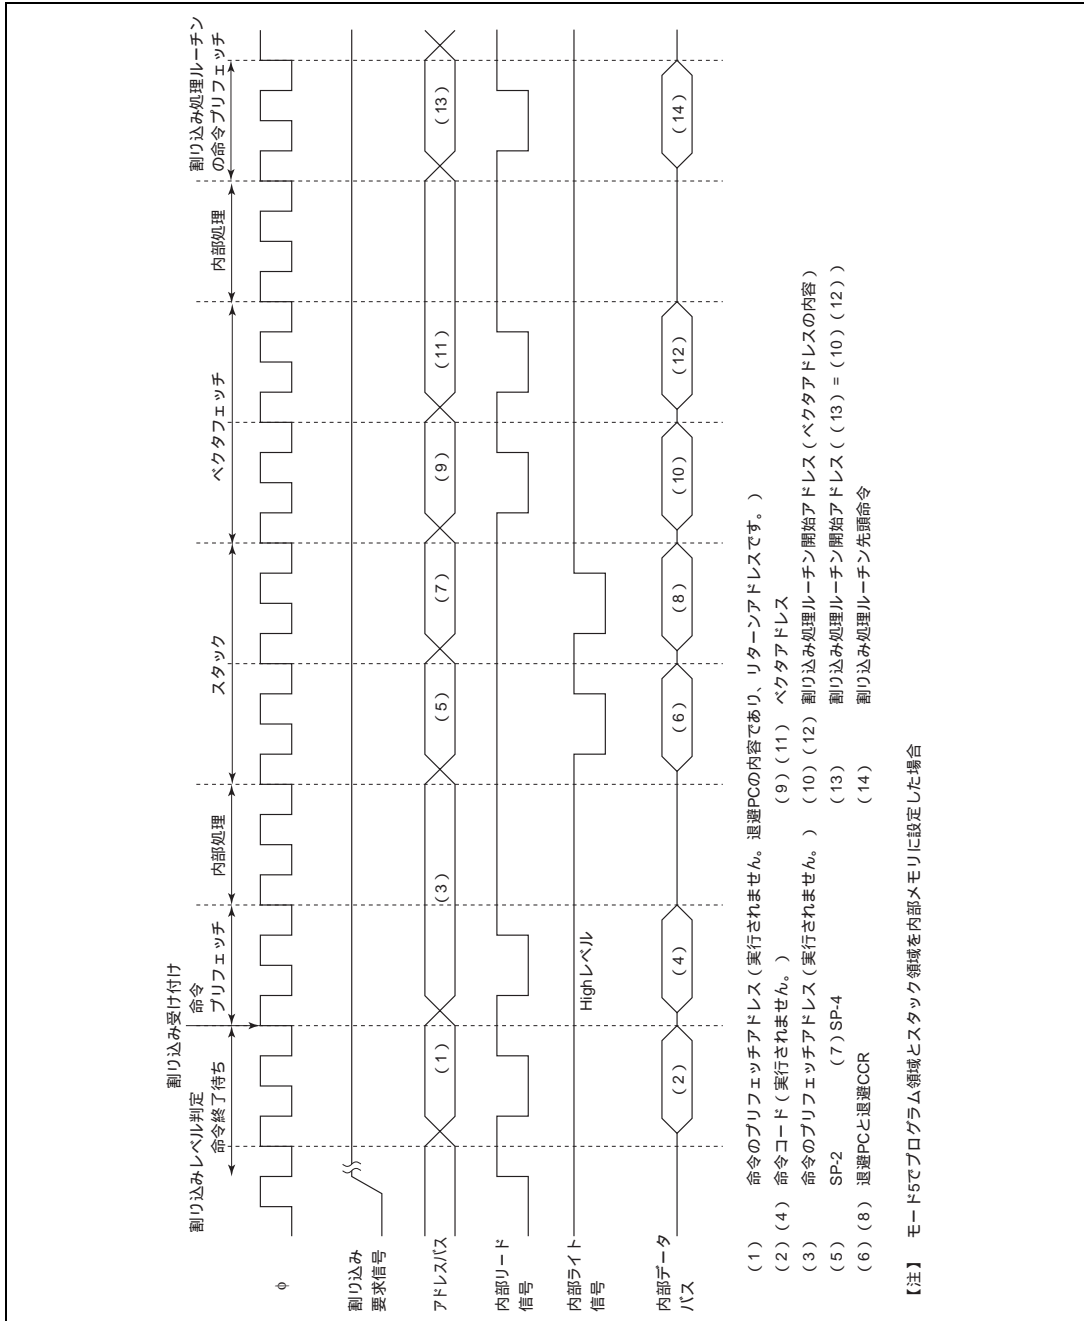 割り込み受け付け
割り込みレベル判定
命令終了待ち
命令
プリフェッチ
内部処理
スタック
ベクタフェッチ
内部処理
割り込み処理ルーチン
の命令プリフェッチ
φ
割り込み
要求信号
アドレスバス
(1)
(3)
(5)
(7)
(9)
(11)
(13)
内部リード
信号
内部ライト
信号
Highレベル
内部データ
バス
(2)
(4)
(6)
(8)
(10)
(12)
(14)
(1) 命令のプリフェッチアドレス(実行されません。退避PCの内容であり、リターンアドレスです。)
(2)(4) 命令コード(実行されません。)
(3) 命令のプリフェッチアドレス(実行されません。)
(5) SP-2 (7)SP-4
(6)(8) 退避PCと退避CCR
(9)(11) ベクタアドレス
(10)(12) 割り込み処理ルーチン開始アドレス(ベクタアドレスの内容)
(13) 割り込み処理ルーチン開始アドレス((13)=(10)(12))
(14) 割り込み処理ルーチン先頭命令
【注】 モード5でプログラム領域とスタック領域を内部メモリに設定した場合